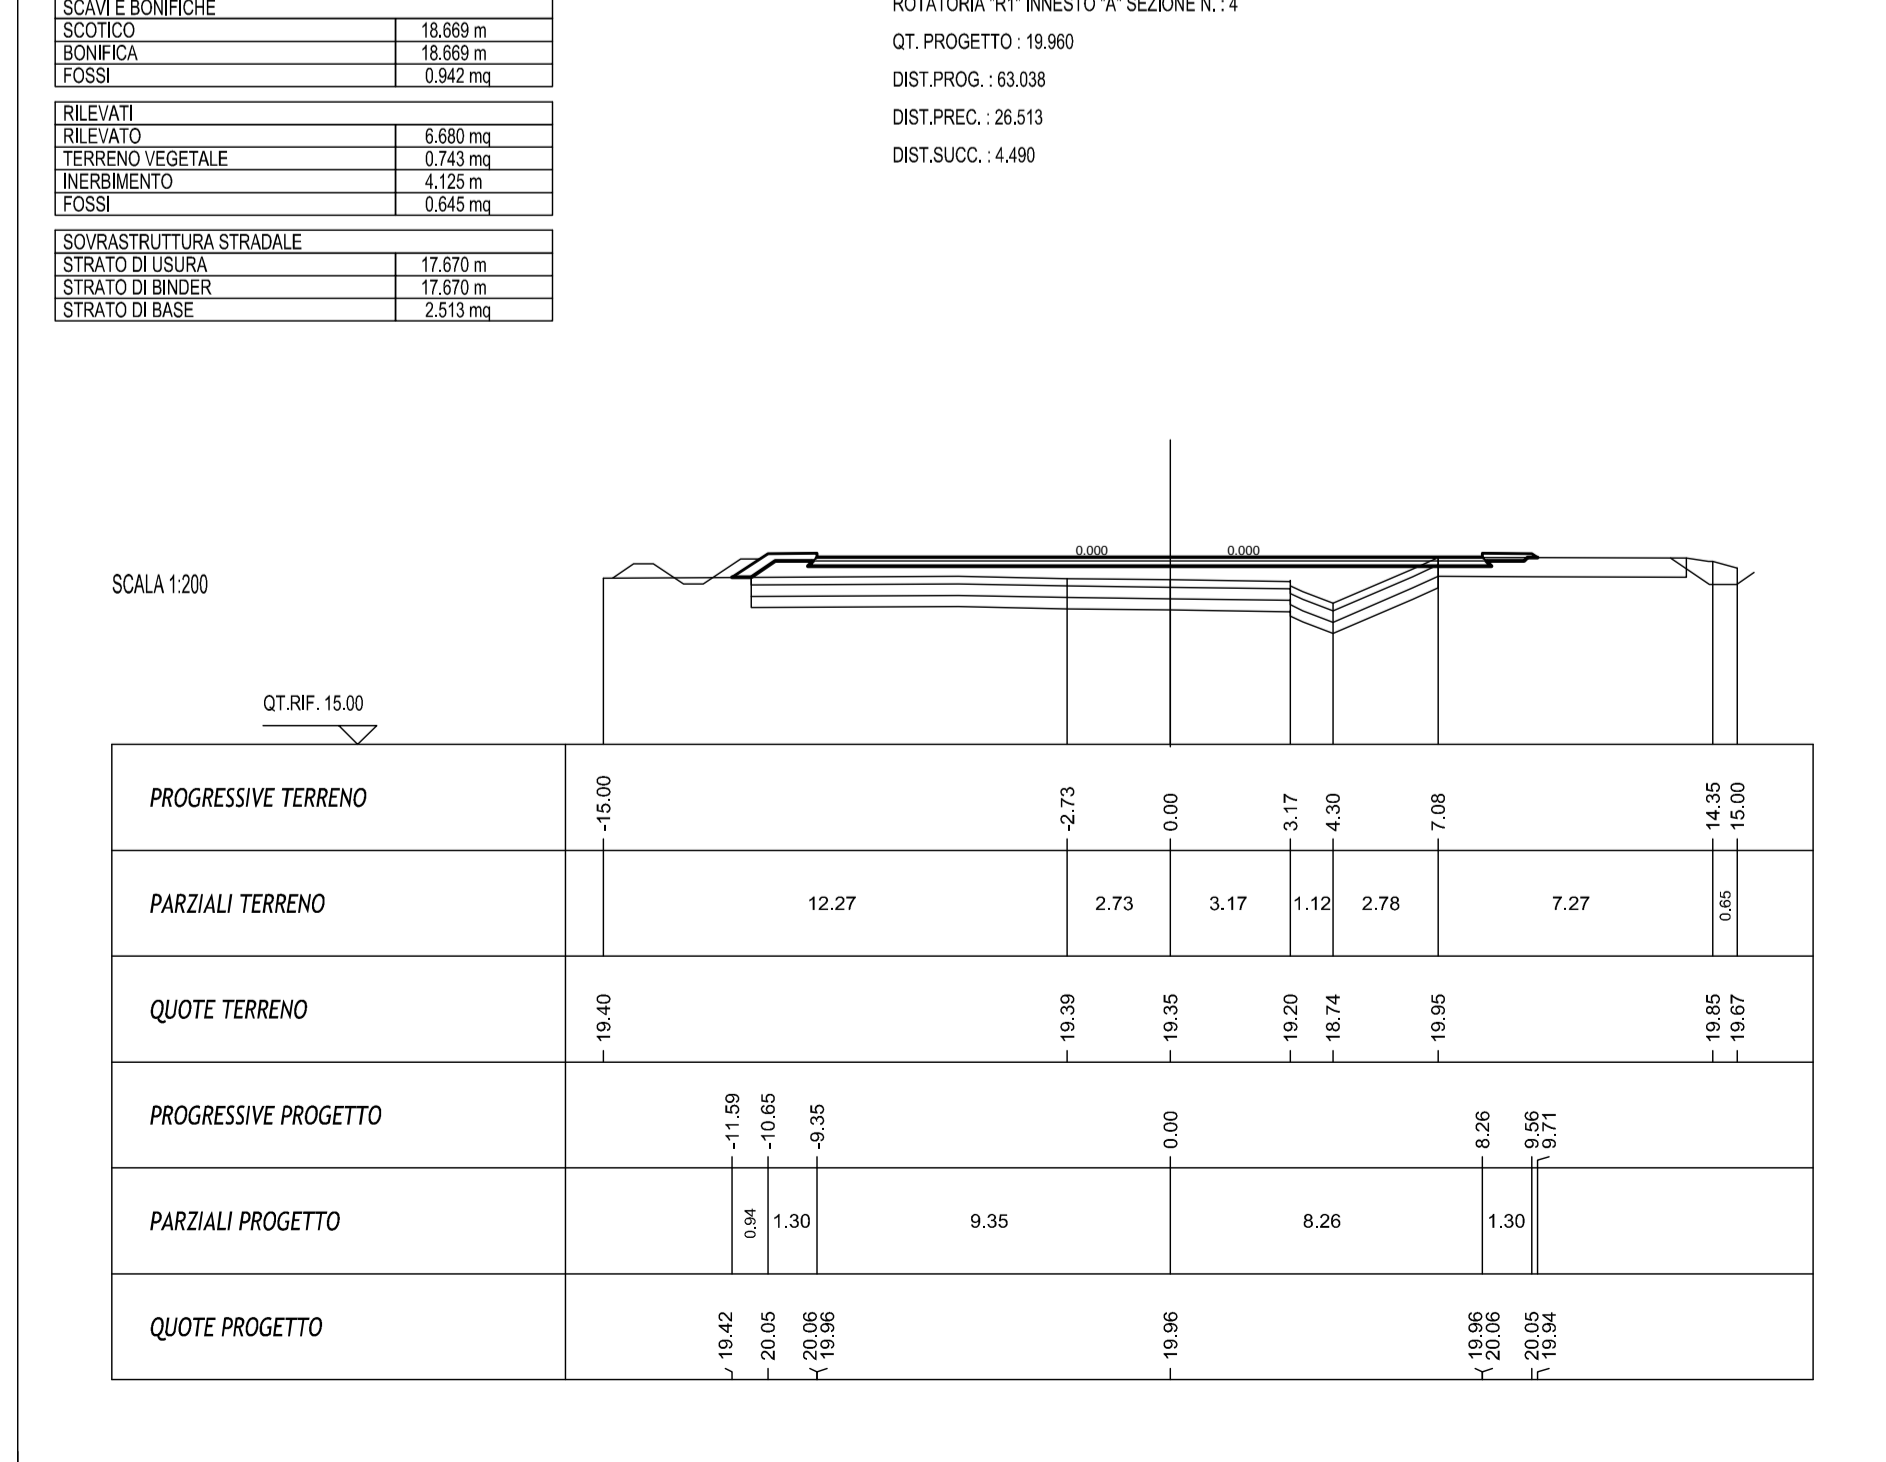 SCAVI E BONIFICHE
SCOTICO 18.669 m
BONIFICA 18.669 m
FOSSI 0.942 mq
RILEVATI
RILEVATO 6.680 mq
TERRENO VEGETALE 0.743 mq
INERBIMENTO 4.125 m
FOSSI 0.645 mq
SOVRASTRUTTURA STRADALE
STRATO DI USURA 17.670 m
STRATO DI BINDER 17.670 m
STRATO DI BASE 2.513 mq
ROTATORIA "R1" INNESTO "A" SEZIONE N. : 4
QT. PROGETTO : 19.960
DIST.PROG. : 63.038
DIST.PREC. : 26.513
DIST.SUCC. : 4.490
0.000 0.000
SCALA 1:200
QT.RIF. 15.00
PROGRESSIVE TERRENO -15.00 -2.73 0.00 3.17 4.30 7.08 14.35 15.00
PARZIALI TERRENO 12.27 2.73 3.17 1.12 2.78 7.27 0.65
QUOTE TERRENO 19.40 19.39 19.35 19.20 18.74 19.95 19.85 19.67
PROGRESSIVE PROGETTO -11.59 -10.65 -9.35 0.00 8.26 9.56 9.71
PARZIALI PROGETTO 0.94 1.30 9.35 8.26 1.30
QUOTE PROGETTO 19.42 20.05 20.06 19.96 19.96 19.96 20.06 20.05 19.94